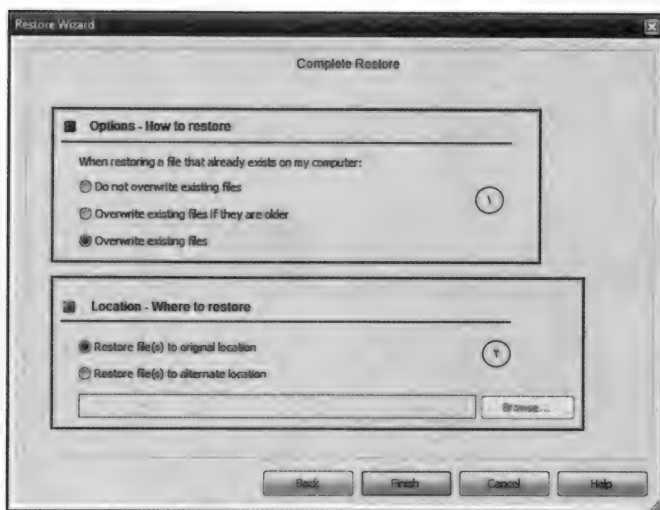 Restore Wizard
Complete Restore
Options - How to restore
When restoring a file that already exists on my computer:
Do not overwrite existing files
Overwrite existing files if they are older
Overwrite existing files
١
Location - Where to restore
Restore file(s) to original location
Restore file(s) to alternate location
٢
Browse...
Back
Finish
Cancel
Help